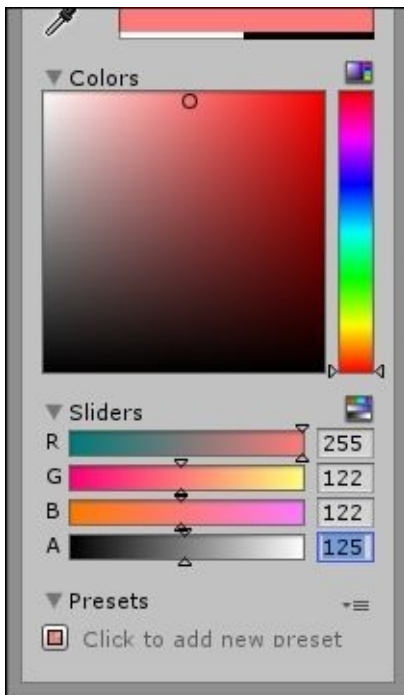 Colors
Sliders
R 255
G 122
B 122
A 125
Presets
Click to add new preset